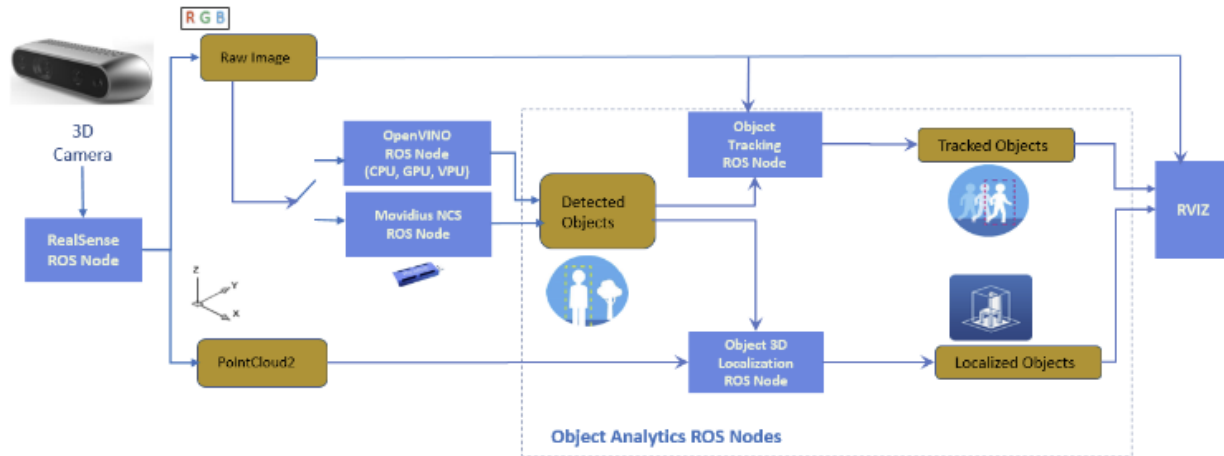 R G B
Raw Image
3D
Camera
RealSense
ROS Node
OpenVINO
ROS Node
(CPU, GPU, VPU)
Movidius NCS
ROS Node
Z
Y
X
PointCloud2
Detected
Objects
Object
Tracking
ROS Node
Tracked Objects
Object 3D
Localization
ROS Node
Localized Objects
RVIZ
Object Analytics ROS Nodes